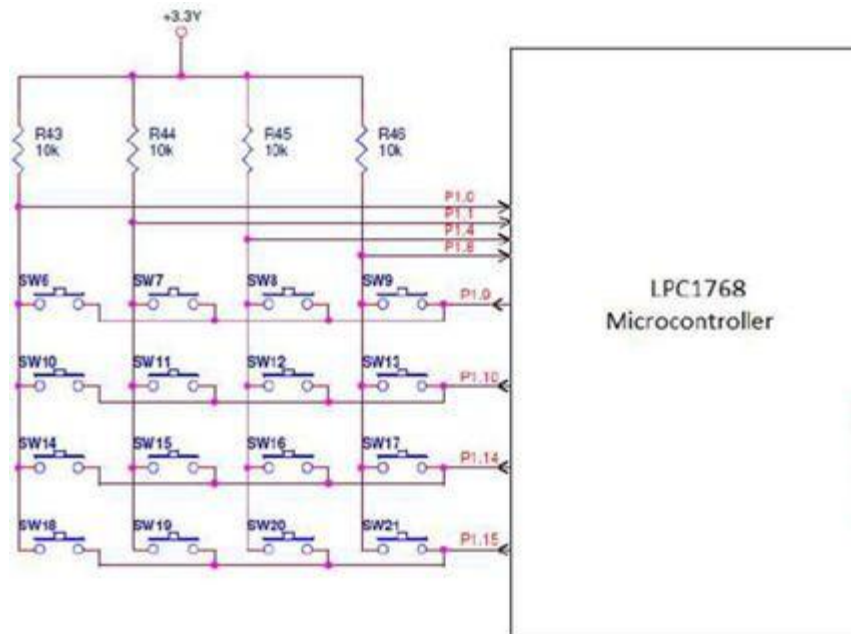 +3.3V
R43 R44 R45 R46
10k 10k 10k 10k
P1.0
P1.1
P1.4
P1.8
SW6 SW7 SW8 SW9
P1.9
LPC1768
Microcontroller
SW10 SW11 SW12 SW13
P1.10
SW14 SW15 SW16 SW17
P1.14
SW18 SW19 SW20 SW21
P1.15